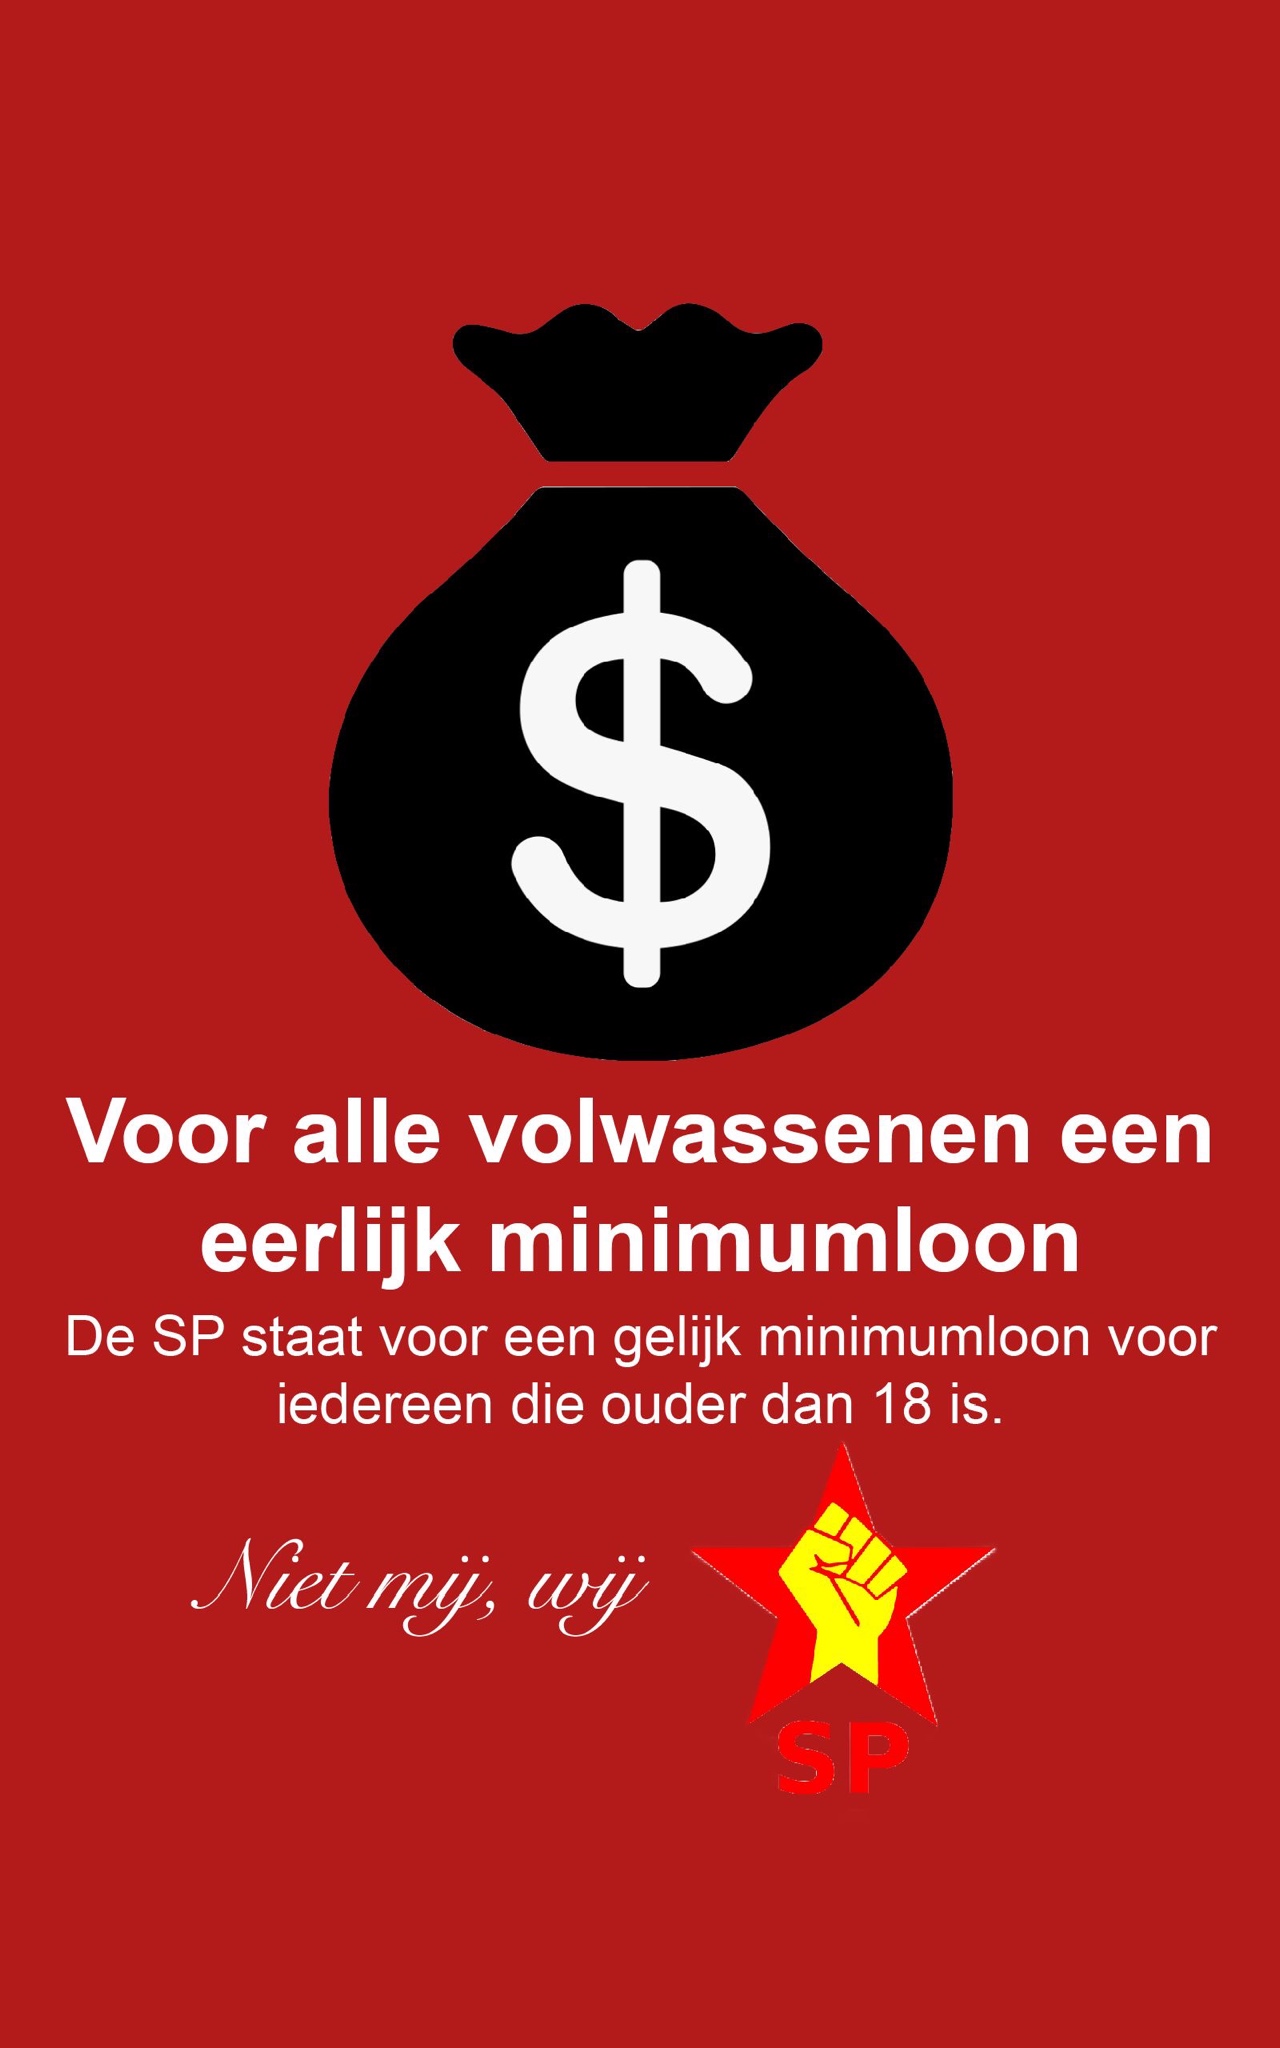 $
Voor alle volwassenen een
eerlijk minimumloon
De SP staat voor een gelijk minimumloon voor
iedereen die ouder dan 18 is.
Niet mij, wij
SP